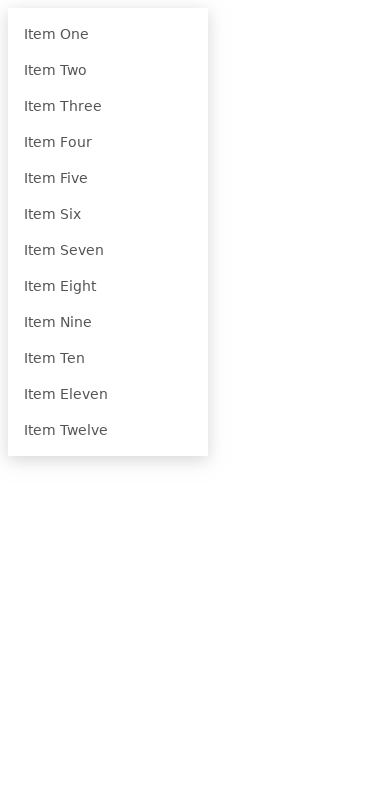 Item One
Item Two
Item Three
Item Four
Item Five
Item Six
Item Seven
Item Eight
Item Nine
Item Ten
Item Eleven
Item Twelve